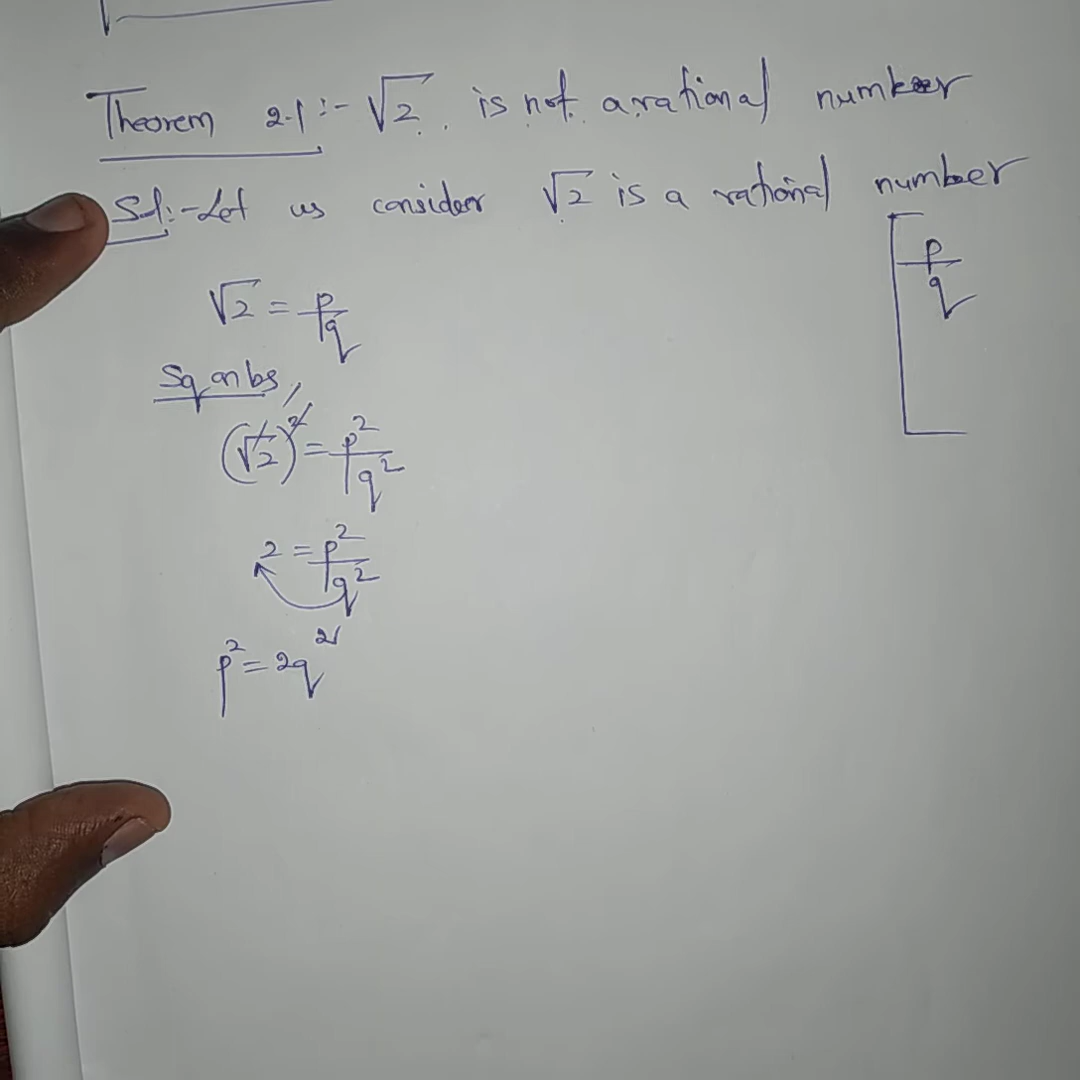 Theorem 2.1 :- √2 is not a rational number
Sol:- Let us consider √2 is a rational number
p/q
√2 = p/q
Sq on bs,
(√2)² = p²/q²
2 = p²/q²
p² = 2q²